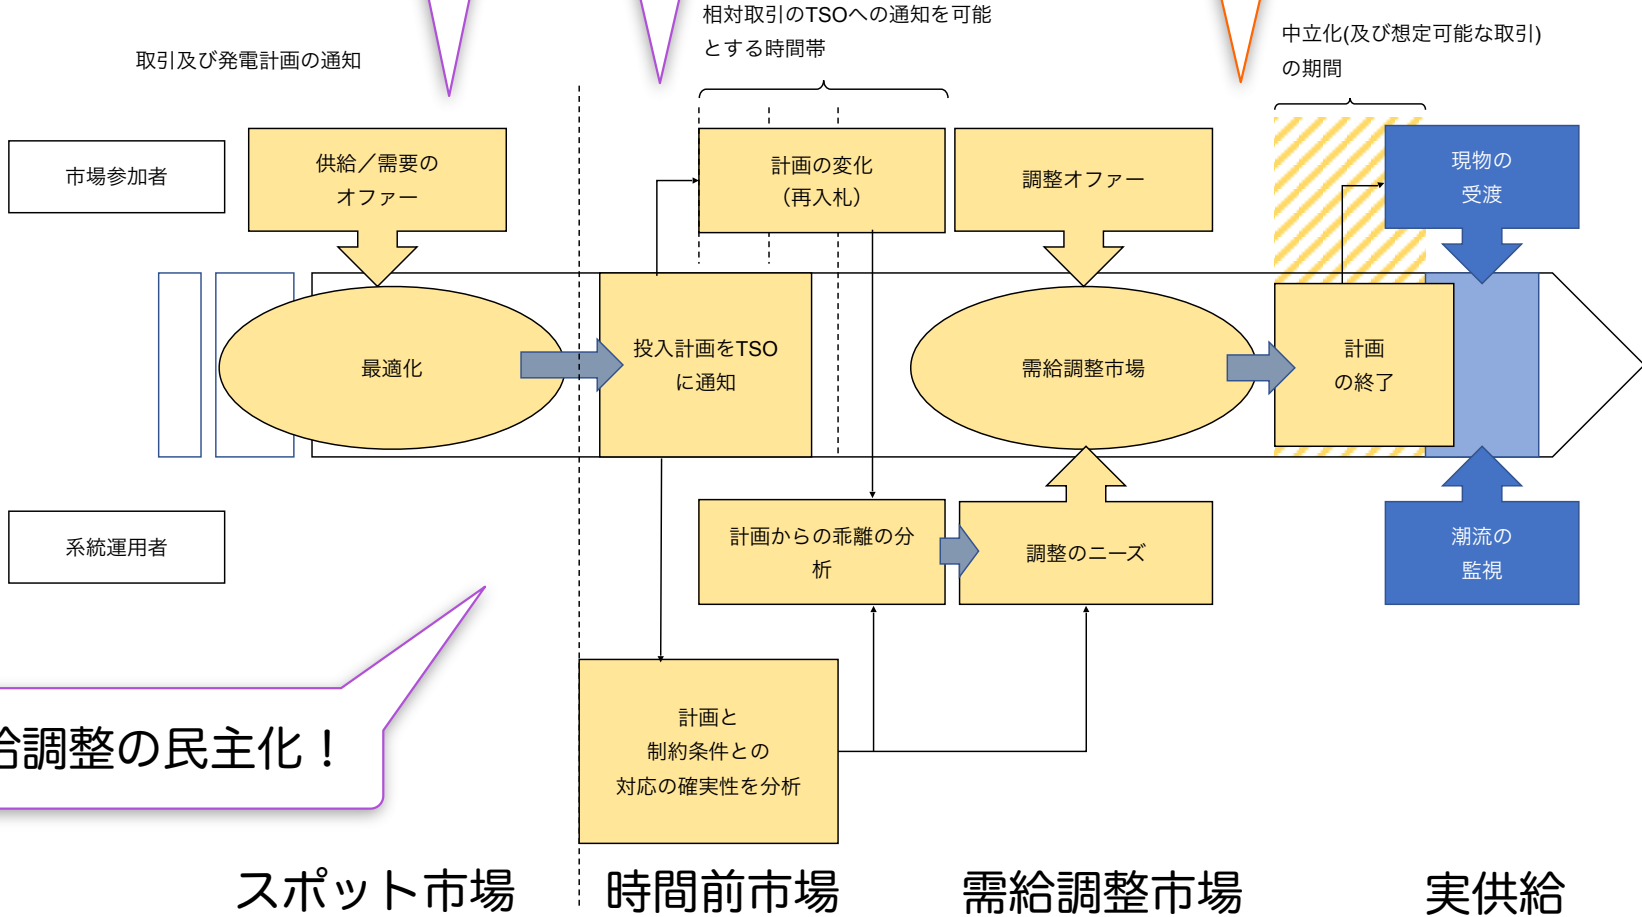 相対取引のTSOへの通知を可能
とする時間帯
取引及び発電計画の通知
中立化(及び想定可能な取引)
の期間
市場参加者
供給／需要の
オファー
計画の変化
（再入札）
調整オファー
現物の
受渡
最適化
投入計画をTSO
に通知
需給調整市場
計画
の終了
系統運用者
計画からの乖離の分
析
調整のニーズ
潮流の
監視
給調整の民主化！
計画と
制約条件との
対応の確実性を分析
スポット市場
時間前市場
需給調整市場
実供給